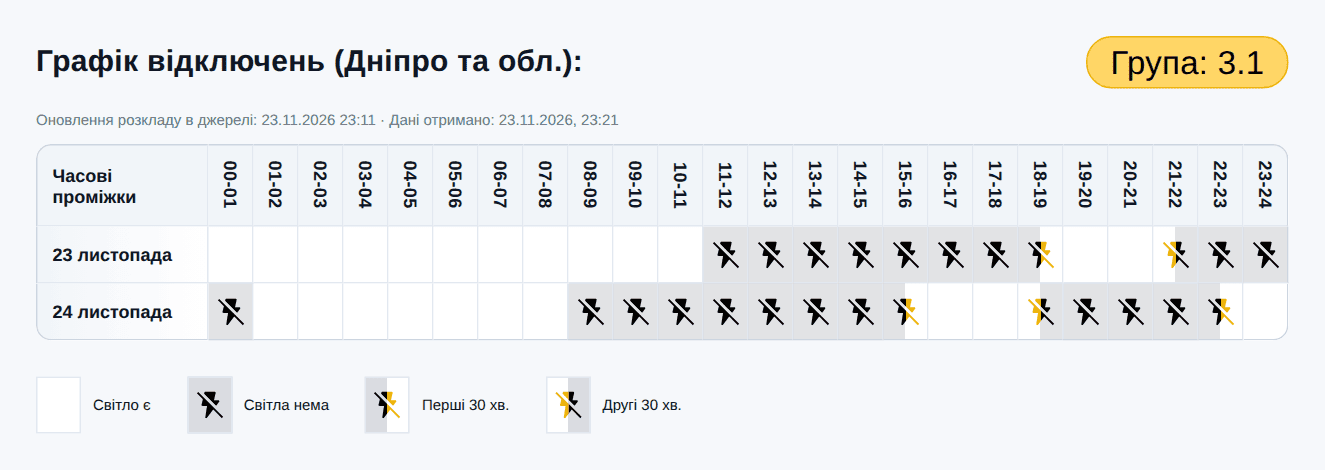 Графік відключень (Дніпро та обл.):
Група: 3.1
Оновлення розкладу в джерелі: 23.11.2026 23:11 · Дані отримано: 23.11.2026, 23:21
Часові
проміжки
00-01
01-02
02-03
03-04
04-05
05-06
06-07
07-08
08-09
09-10
10-11
11-12
12-13
13-14
14-15
15-16
16-17
17-18
18-19
19-20
20-21
21-22
22-23
23-24
23 листопада
24 листопада
Світло є
Світла нема
Перші 30 хв.
Другі 30 хв.